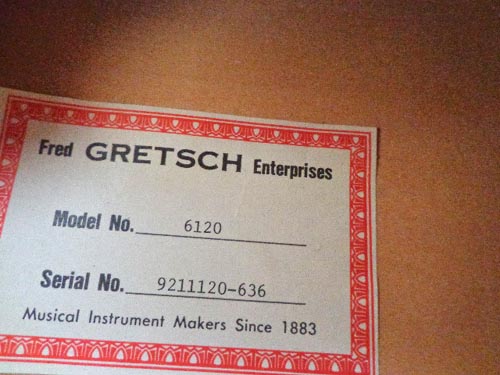 Fred GRETSCH Enterprises
Model No. 6120
Serial No. 9211120-636
Musical Instrument Makers Since 1883